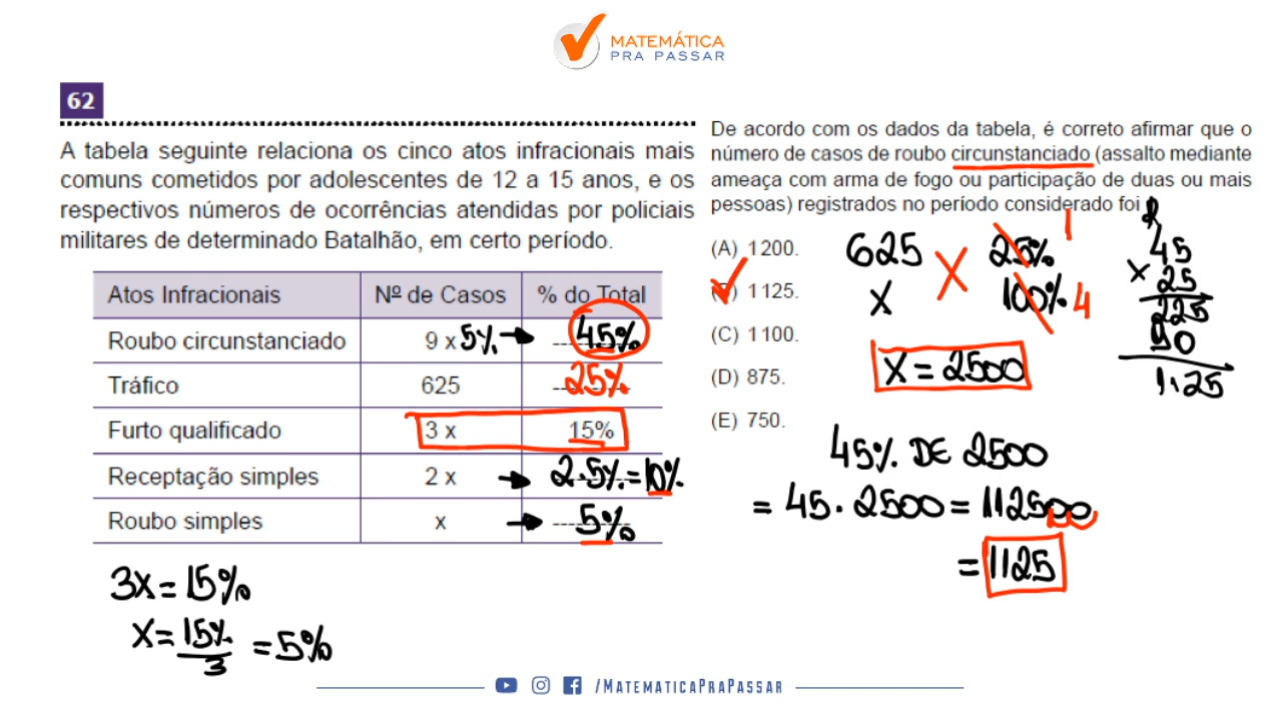 MATEMÁTICA
PRA PASSAR
62
A tabela seguinte relaciona os cinco atos infracionais mais
comuns cometidos por adolescentes de 12 a 15 anos, e os
respectivos números de ocorrências atendidas por policiais
militares de determinado Batalhão, em certo período.
Atos Infracionais Nº de Casos % do Total
Roubo circunstanciado 9 x 5% 45%
Tráfico 625 25%
Furto qualificado 3 x 15%
Receptação simples 2 x 2·5%=10%
Roubo simples x 5%
3X=15%
X=15%/3 =5%
De acordo com os dados da tabela, é correto afirmar que o
número de casos de roubo circunstanciado (assalto mediante
ameaça com arma de fogo ou participação de duas ou mais
pessoas) registrados no período considerado foi
(A) 1200.
1125.
(C) 1100.
(D) 875.
(E) 750.
625 X 25% 1
X 100% 4
X = 2500
2
45
× 25
225
90
1125
45% DE 2500
= 45 · 2500 = 112500
= 1125
/MATEMATICAPRAPASSAR